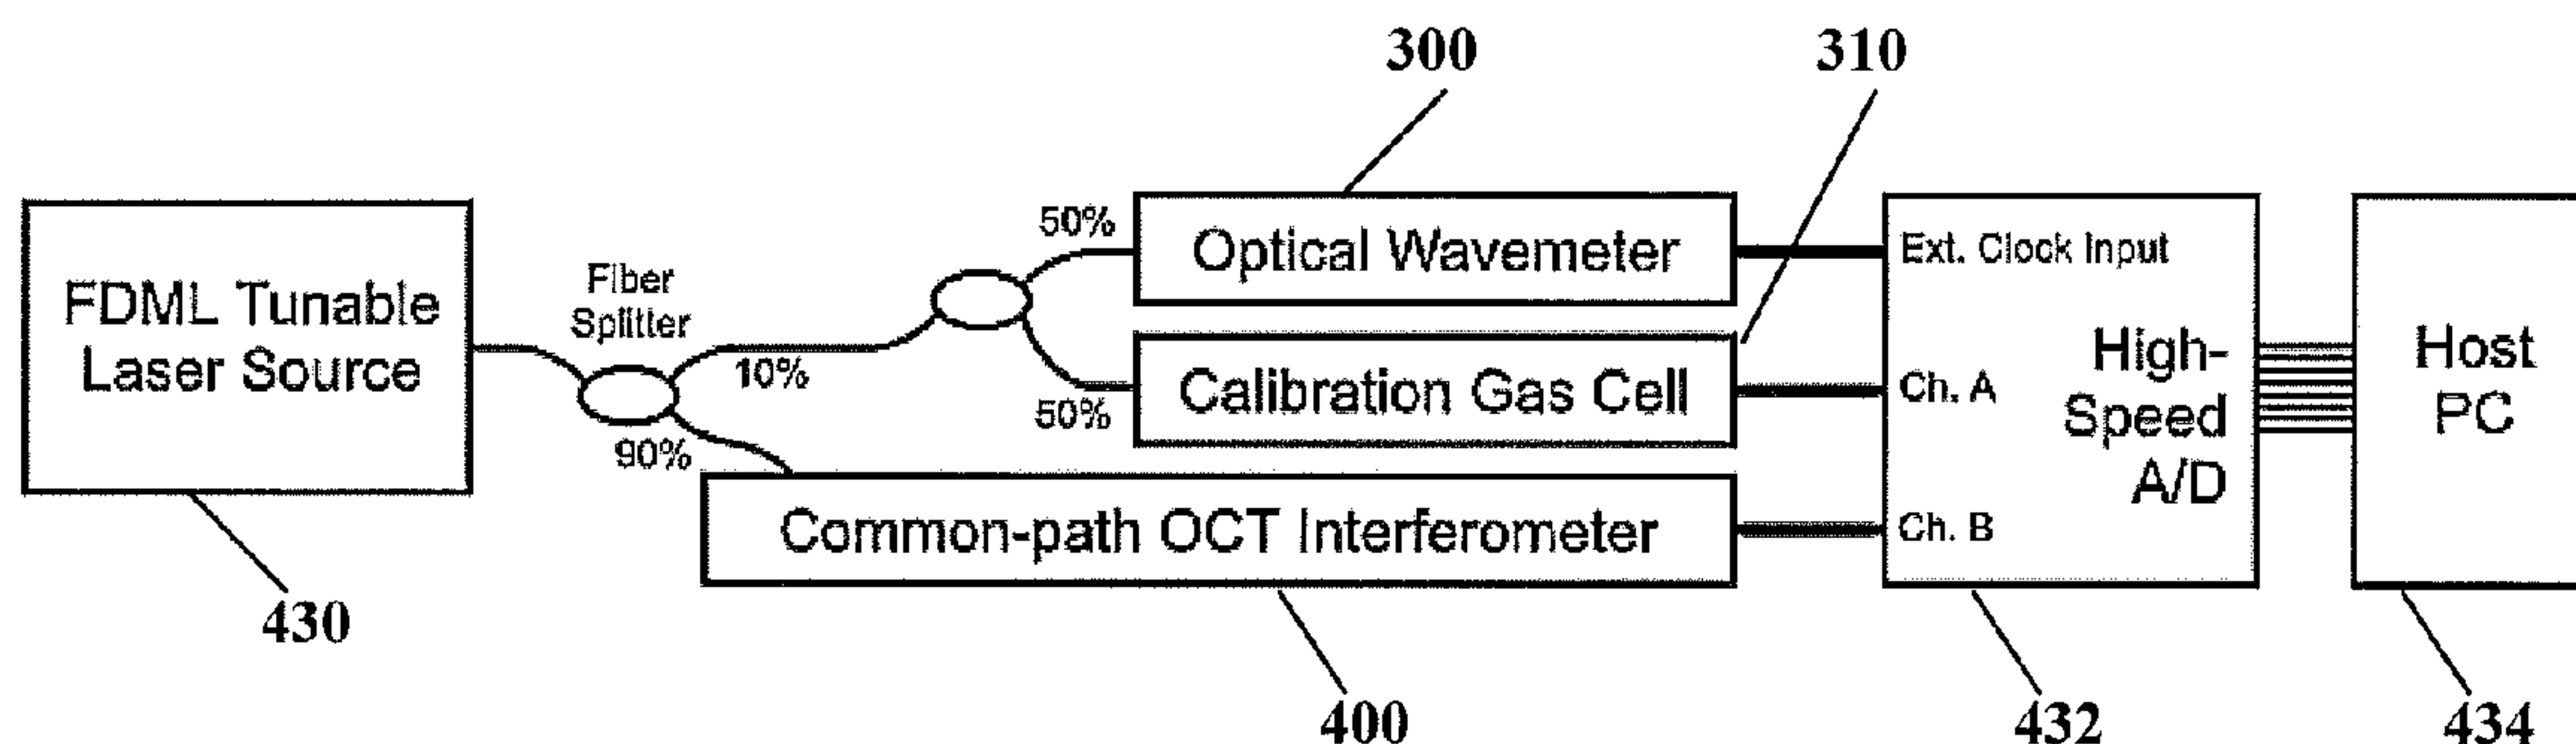 300
310
FDML Tunable
Laser Source
Fiber
Splitter
10%
90%
50%
50%
Optical Wavemeter
Calibration Gas Cell
Common-path OCT Interferometer
Ext. Clock Input
Ch. A
Ch. B
High-
Speed
A/D
Host
PC
430
400
432
434